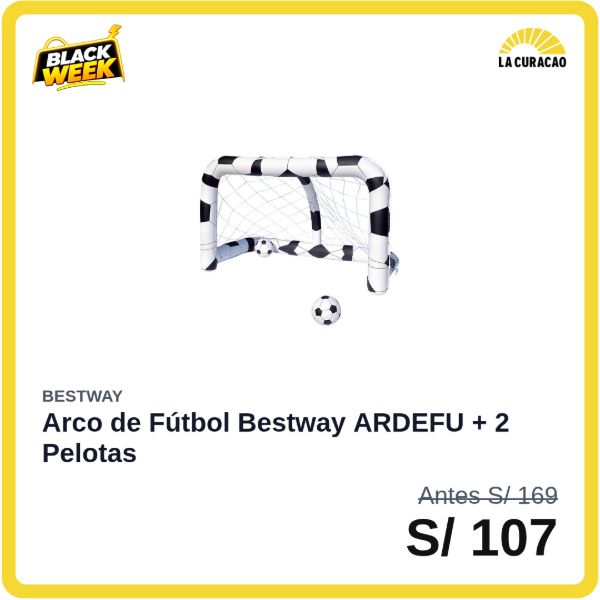 BLACK
WEEK
LA CURACAO
BESTWAY
Arco de Fútbol Bestway ARDEFU + 2
Pelotas
Antes S/ 169
S/ 107